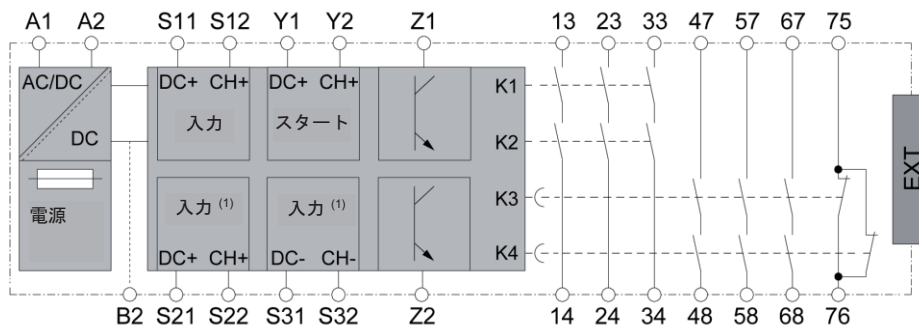 A1 A2 S11 S12 Y1 Y2 Z1 13 23 33 47 57 67 75
AC/DC
DC
電源
DC+ CH+
入力
DC+ CH+
スタート
K1
K2
入力 (1)
DC+ CH+
入力 (1)
DC- CH-
K3
K4
EXT
B2 S21 S22 S31 S32 Z2 14 24 34 48 58 68 76